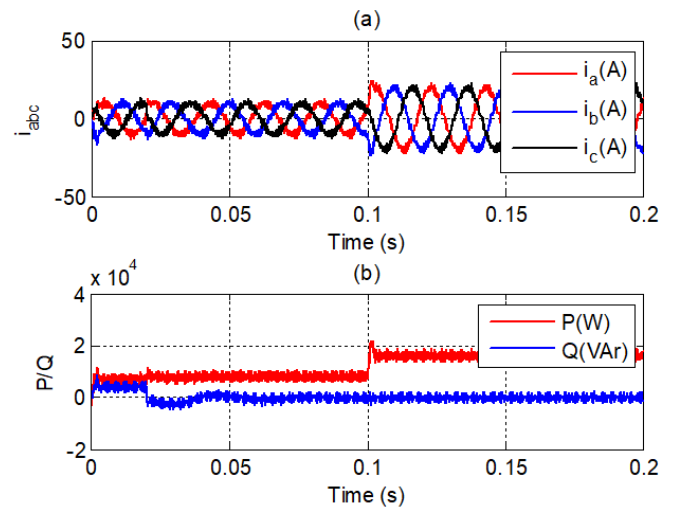 (a)
50
0
-50
i_abc
i_a(A)
i_b(A)
i_c(A)
0 0.05 0.1 0.15 0.2
Time (s)
(b)
x 10^4
4
2
0
-2
P/Q
P(W)
Q(VAr)
0 0.05 0.1 0.15 0.2
Time (s)